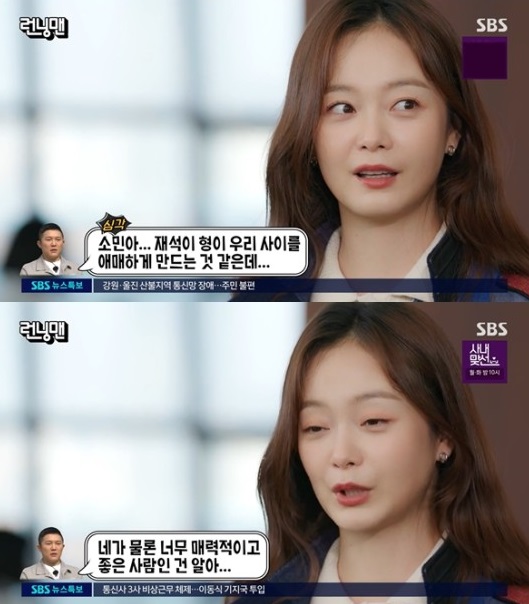 런닝맨
SBS
심각
소민아... 재석이 형이 우리 사이를
애매하게 만드는 것 같은데...
SBS 뉴스특보
강원·울진 산불지역 통신망 장애…주민 불편
런닝맨
SBS
사내
맞선
월·화 밤 10시
네가 물론 너무 매력적이고
좋은 사람인 건 알아...
SBS 뉴스특보
통신사 3사 비상근무 체제…이동식 기지국 투입